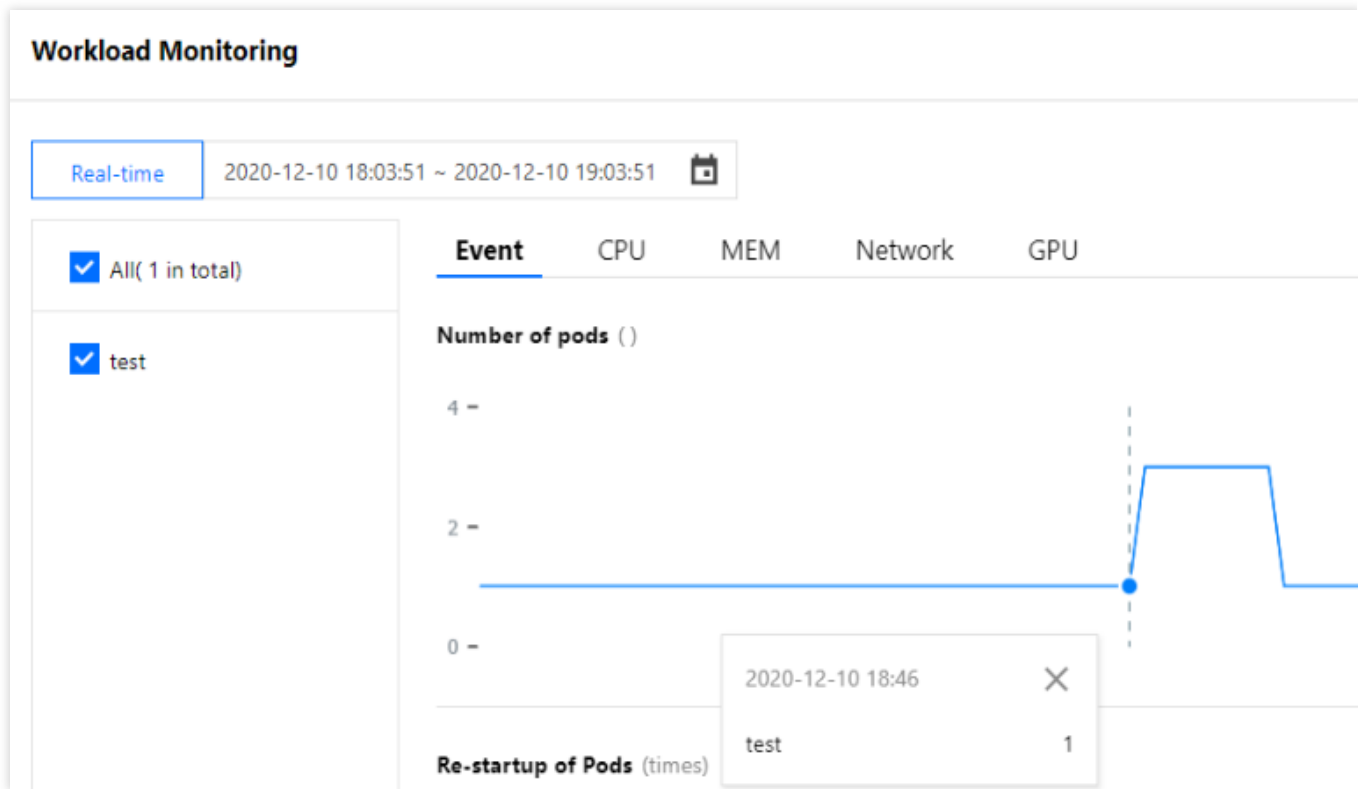 Workload Monitoring
Real-time 2020-12-10 18:03:51 ~ 2020-12-10 19:03:51
All( 1 in total)
test
Event CPU MEM Network GPU
Number of pods ( )
4
2
0
2020-12-10 18:46
test 1
Re-startup of Pods (times)